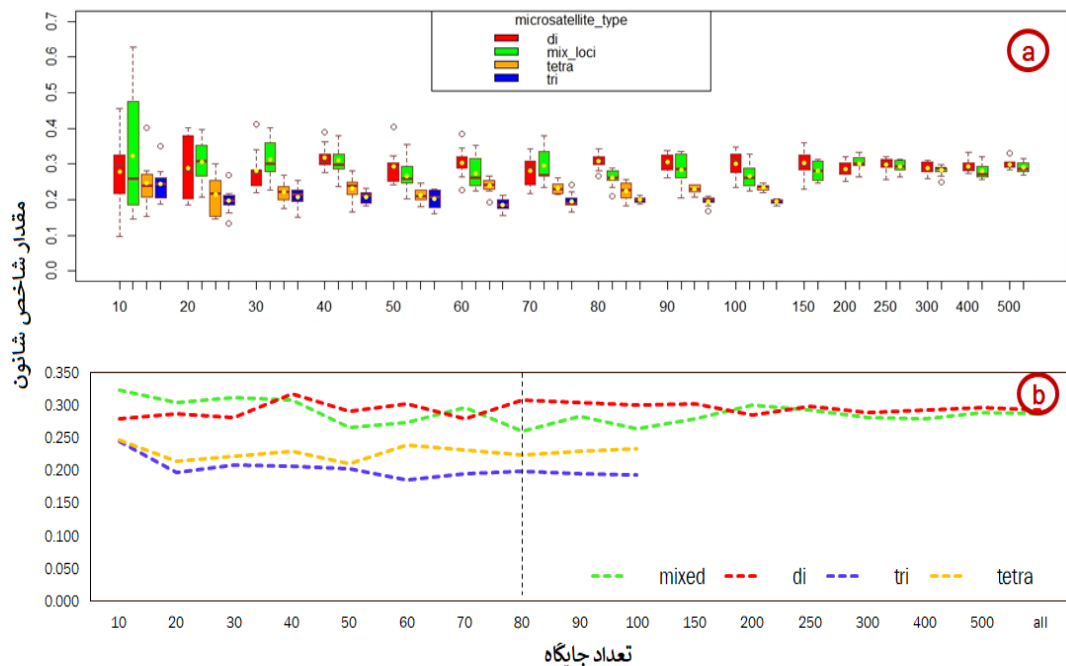 microsatellite_type
di
mix_loci
tetra
tri
a
0.7
0.6
0.5
0.4
0.3
0.2
0.1
0.0
10 20 30 40 50 60 70 80 90 100 150 200 250 300 400 500
مقدار شاخص شانون
b
0.350
0.300
0.250
0.200
0.150
0.100
0.050
0.000
mixed di tri tetra
10 20 30 40 50 60 70 80 90 100 150 200 250 300 400 500 all
تعداد جایگاه